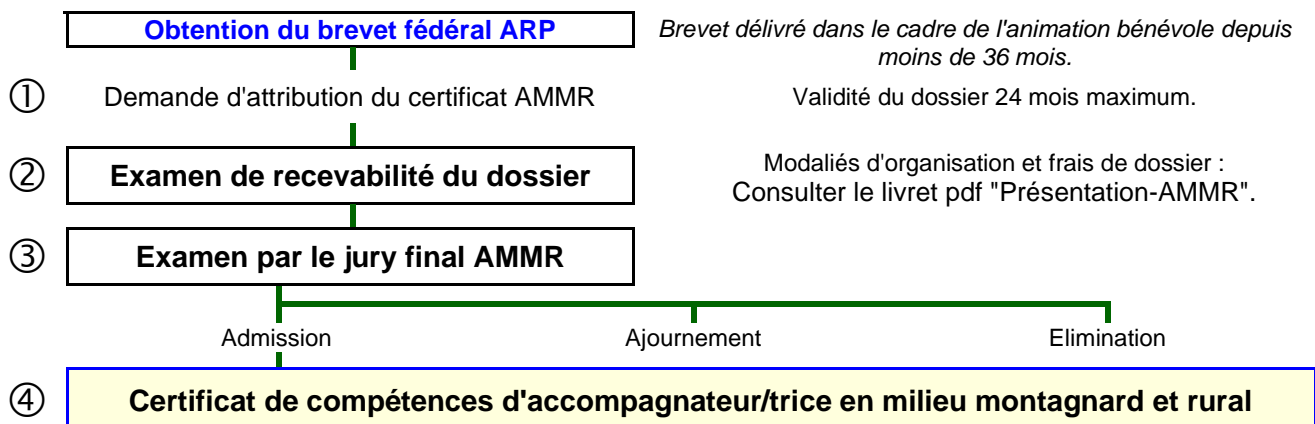 Obtention du brevet fédéral ARP
Brevet délivré dans le cadre de l'animation bénévole depuis
moins de 36 mois.
① Demande d'attribution du certificat AMMR
Validité du dossier 24 mois maximum.
② Examen de recevabilité du dossier
Modaliés d'organisation et frais de dossier :
Consulter le livret pdf "Présentation-AMMR".
③ Examen par le jury final AMMR
Admission
Ajournement
Elimination
④ Certificat de compétences d'accompagnateur/trice en milieu montagnard et rural